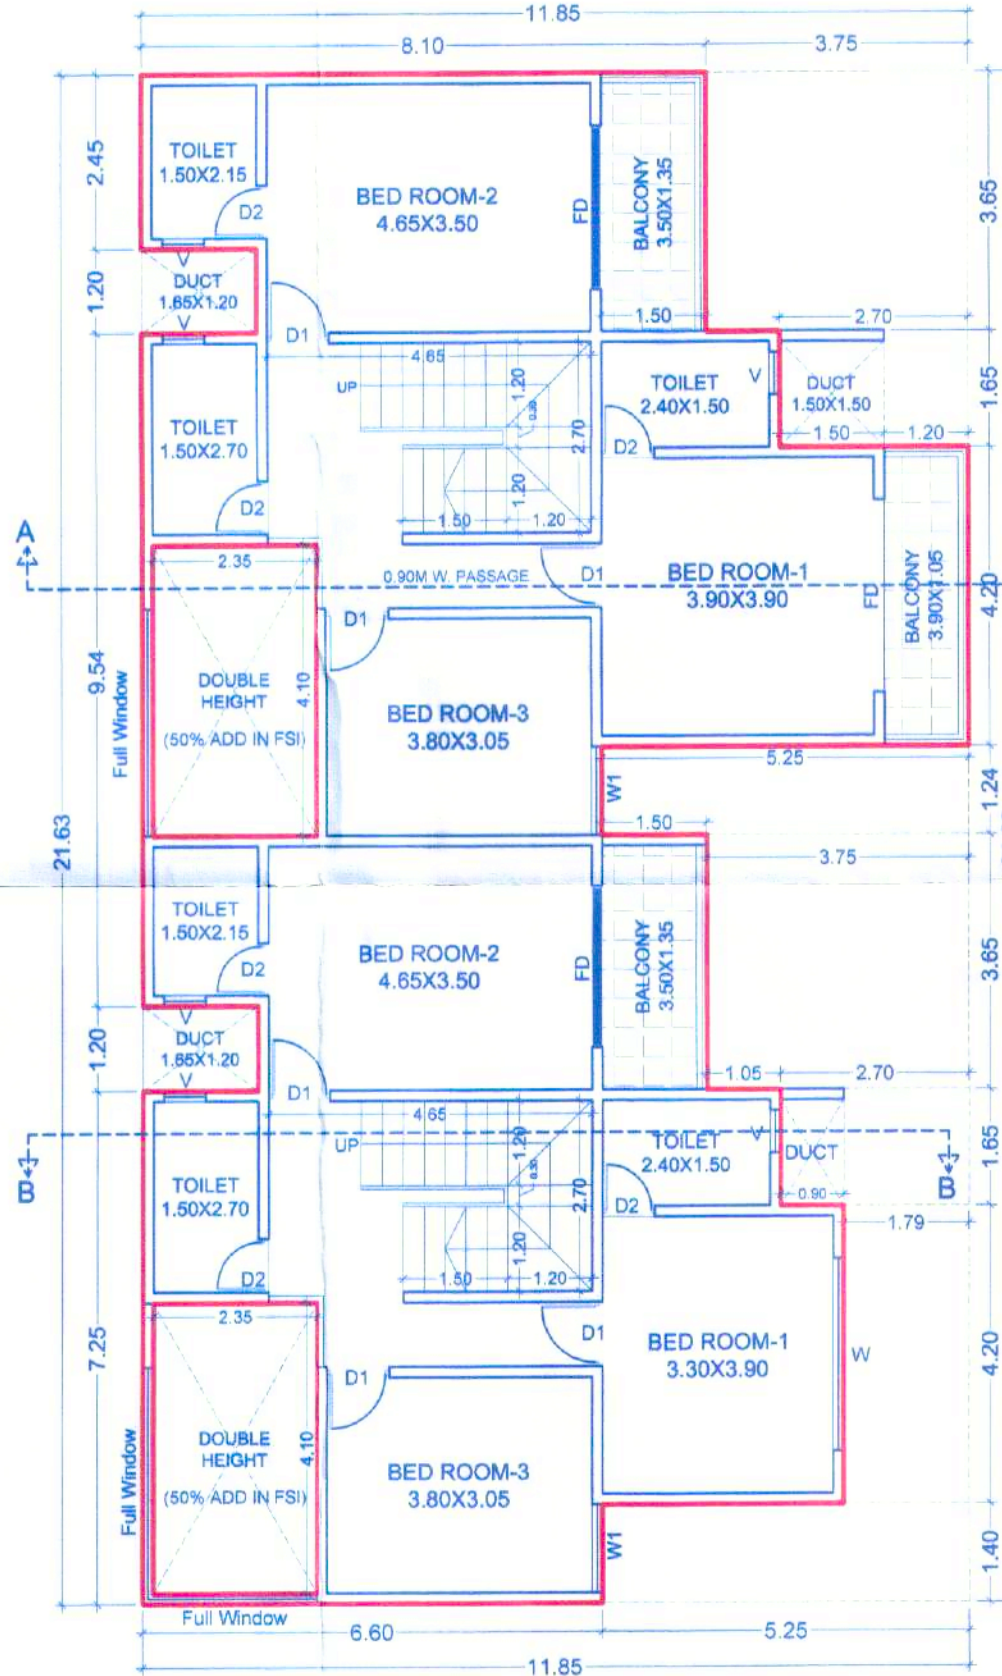 11.85
8.10
3.75
2.45
TOILET
1.50X2.15
D2
BED ROOM-2
4.65X3.50
FD
BALCONY
3.50X1.35
3.65
V
DUCT
1.65X1.20
V
1.20
D1
1.50
2.70
4.65
UP
1.20
0.30
2.70
TOILET
2.40X1.50
V
DUCT
1.50X1.50
1.65
TOILET
1.50X2.70
D2
D2
1.50
1.20
1.20
1.50
1.20
A
2.35
0.90M W. PASSAGE
D1
BED ROOM-1
3.90X3.90
FD
BALCONY
3.90X1.05
4.20
9.54
Full Window
DOUBLE
HEIGHT
(50% ADD IN FSI)
4.10
D1
BED ROOM-3
3.80X3.05
W1
5.25
1.24
21.63
1.50
3.75
TOILET
1.50X2.15
D2
BED ROOM-2
4.65X3.50
FD
BALCONY
3.50X1.35
3.65
V
DUCT
1.65X1.20
V
1.20
D1
1.05
2.70
4.65
UP
1.20
0.30
2.70
TOILET
2.40X1.50
V
DUCT
0.90
1.65
B
B
TOILET
1.50X2.70
D2
D2
1.20
1.50
1.20
1.79
2.35
D1
BED ROOM-1
3.30X3.90
W
4.20
7.25
Full Window
DOUBLE
HEIGHT
(50% ADD IN FSI)
4.10
D1
BED ROOM-3
3.80X3.05
W1
1.40
Full Window
6.60
5.25
11.85